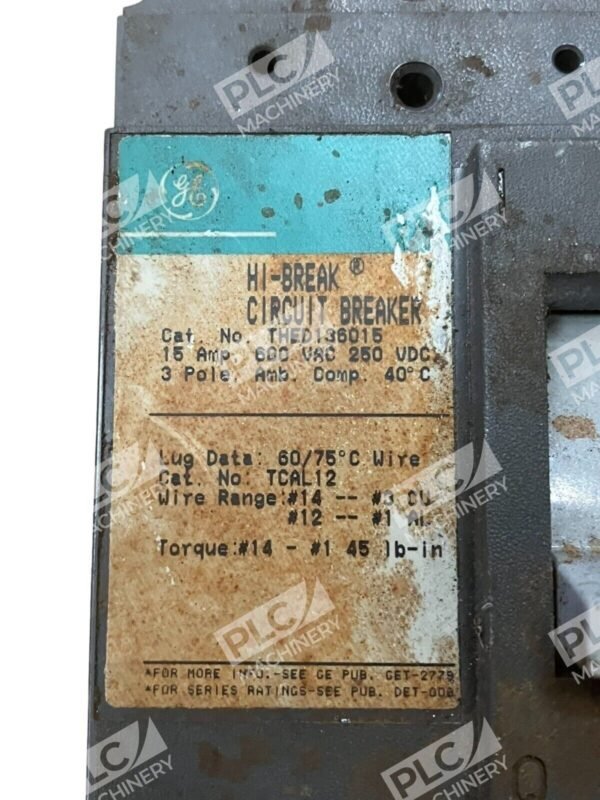 GE
HI-BREAK ®
CIRCUIT BREAKER
Cat. No. THED136015
15 Amp. 600 VAC 250 VDC.
3 Pole. Amb. Comp. 40°C
Lug Data: 60/75°C Wire
Cat. No: TCAL12
Wire Range:#14 -- #3 CU
#12 -- #1 AL
Torque:#14 - #1 45 lb-in
*FOR MORE INFO.-SEE GE PUB. GET-2779
*FOR SERIES RATINGS-SEE PUB. DET-008
PLC
MACHINERY